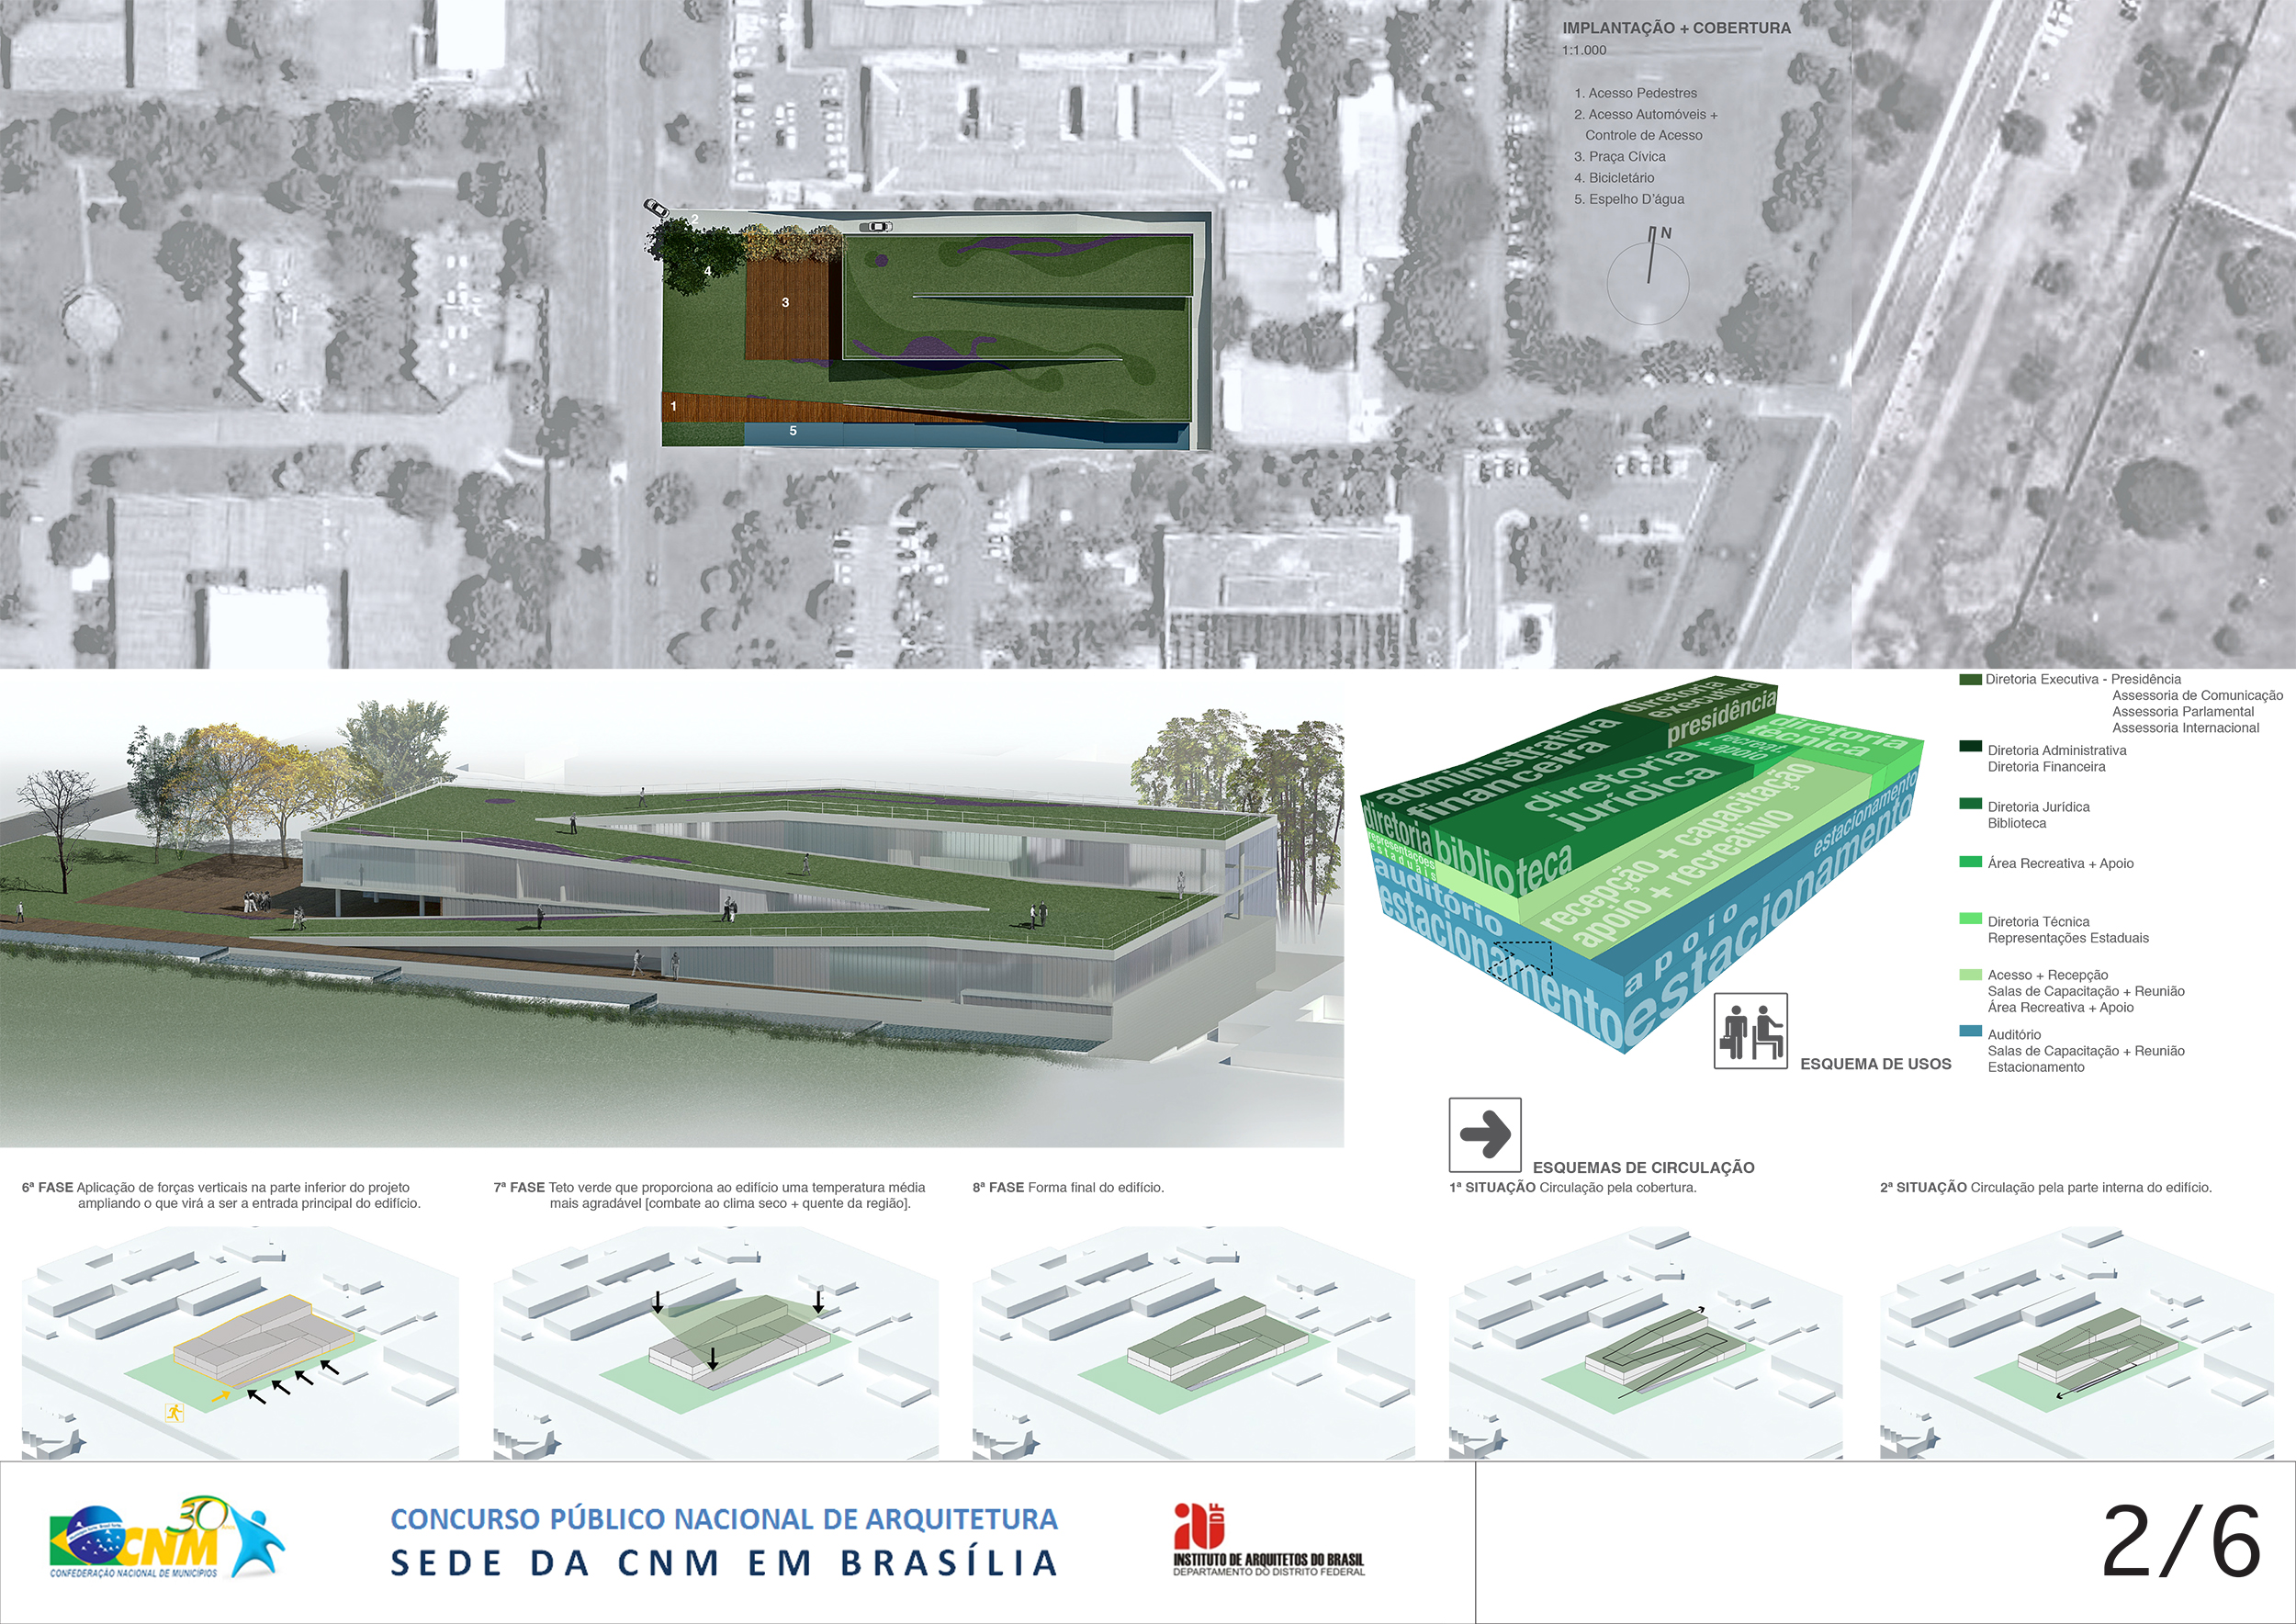 IMPLANTAÇÃO + COBERTURA
1:1.000
1. Acesso Pedestres
2. Acesso Automóveis +
Controle de Acesso
3. Praça Cívica
4. Bicicletário
5. Espelho D'água
N
2
4
3
1
5
diretoria
executiva
presidência
administrativa
financeira
diretoria
jurídica
diretoria
técnica
+ apoio
recepção + capacitação
apoio + recreativo
diretoria
biblioteca
representações
estaduais
auditório
estacionamento
apoio
estacionamento
estacionamento
Diretoria Executiva - Presidência
Assessoria de Comunicação
Assessoria Parlamental
Assessoria Internacional
Diretoria Administrativa
Diretoria Financeira
Diretoria Jurídica
Biblioteca
Área Recreativa + Apoio
Diretoria Técnica
Representações Estaduais
Acesso + Recepção
Salas de Capacitação + Reunião
Área Recreativa + Apoio
Auditório
Salas de Capacitação + Reunião
Estacionamento
ESQUEMA DE USOS
ESQUEMAS DE CIRCULAÇÃO
6ª FASE Aplicação de forças verticais na parte inferior do projeto
ampliando o que virá a ser a entrada principal do edifício.
7ª FASE Teto verde que proporciona ao edifício uma temperatura média
mais agradável [combate ao clima seco + quente da região].
8ª FASE Forma final do edifício.
1ª SITUAÇÃO Circulação pela cobertura.
2ª SITUAÇÃO Circulação pela parte interna do edifício.
30
CNM
CONFEDERAÇÃO NACIONAL DE MUNICÍPIOS
CONCURSO PÚBLICO NACIONAL DE ARQUITETURA
SEDE DA CNM EM BRASÍLIA
DF
INSTITUTO DE ARQUITETOS DO BRASIL
DEPARTAMENTO DO DISTRITO FEDERAL
2/6